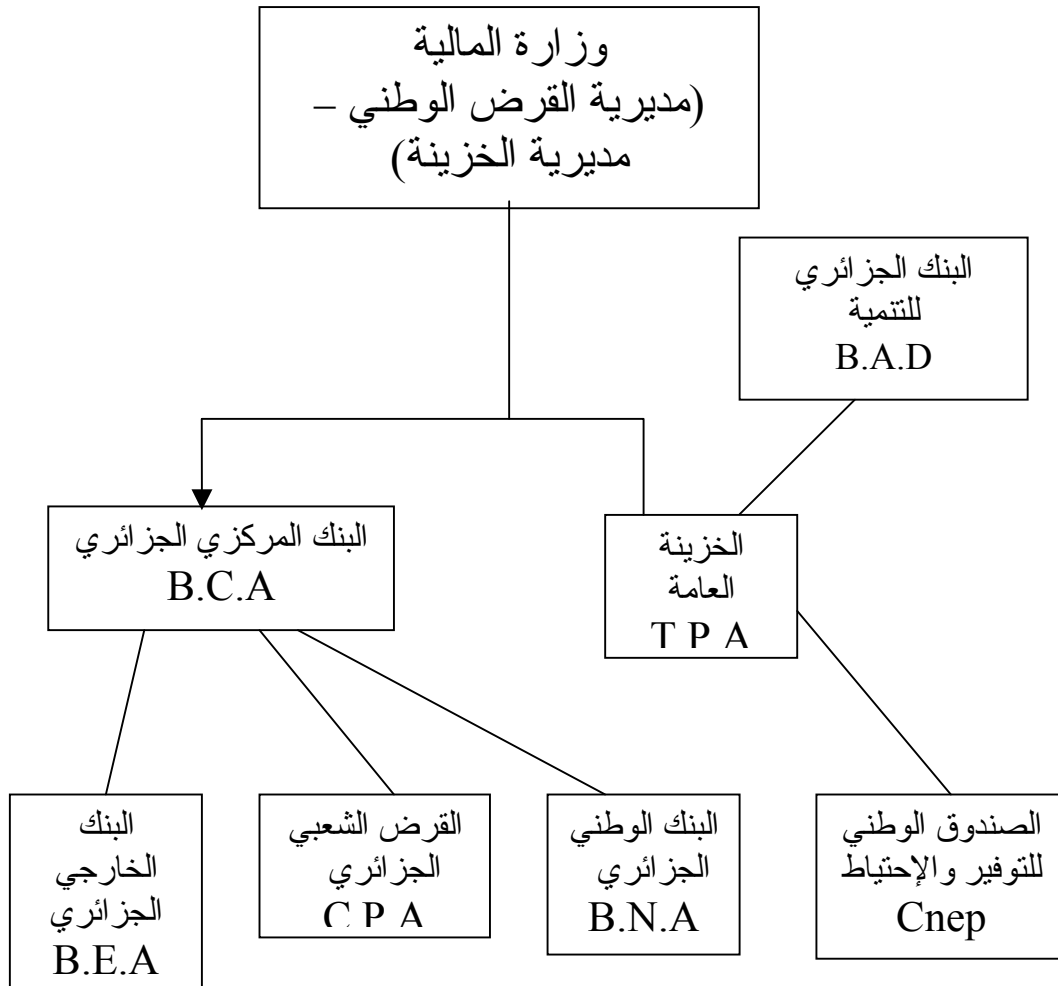 وزارة المالية
(مديرية القرض الوطني –
مديرية الخزينة)
البنك الجزائري
للتنمية
B.A.D
البنك المركزي الجزائري
B.C.A
الخزينة
العامة
T P A
البنك
الخارجي
الجزائري
B.E.A
القرض الشعبي
الجزائري
C P A
البنك الوطني
الجزائري
B.N.A
الصندوق الوطني
للتوفير والإحتياط
Cnep